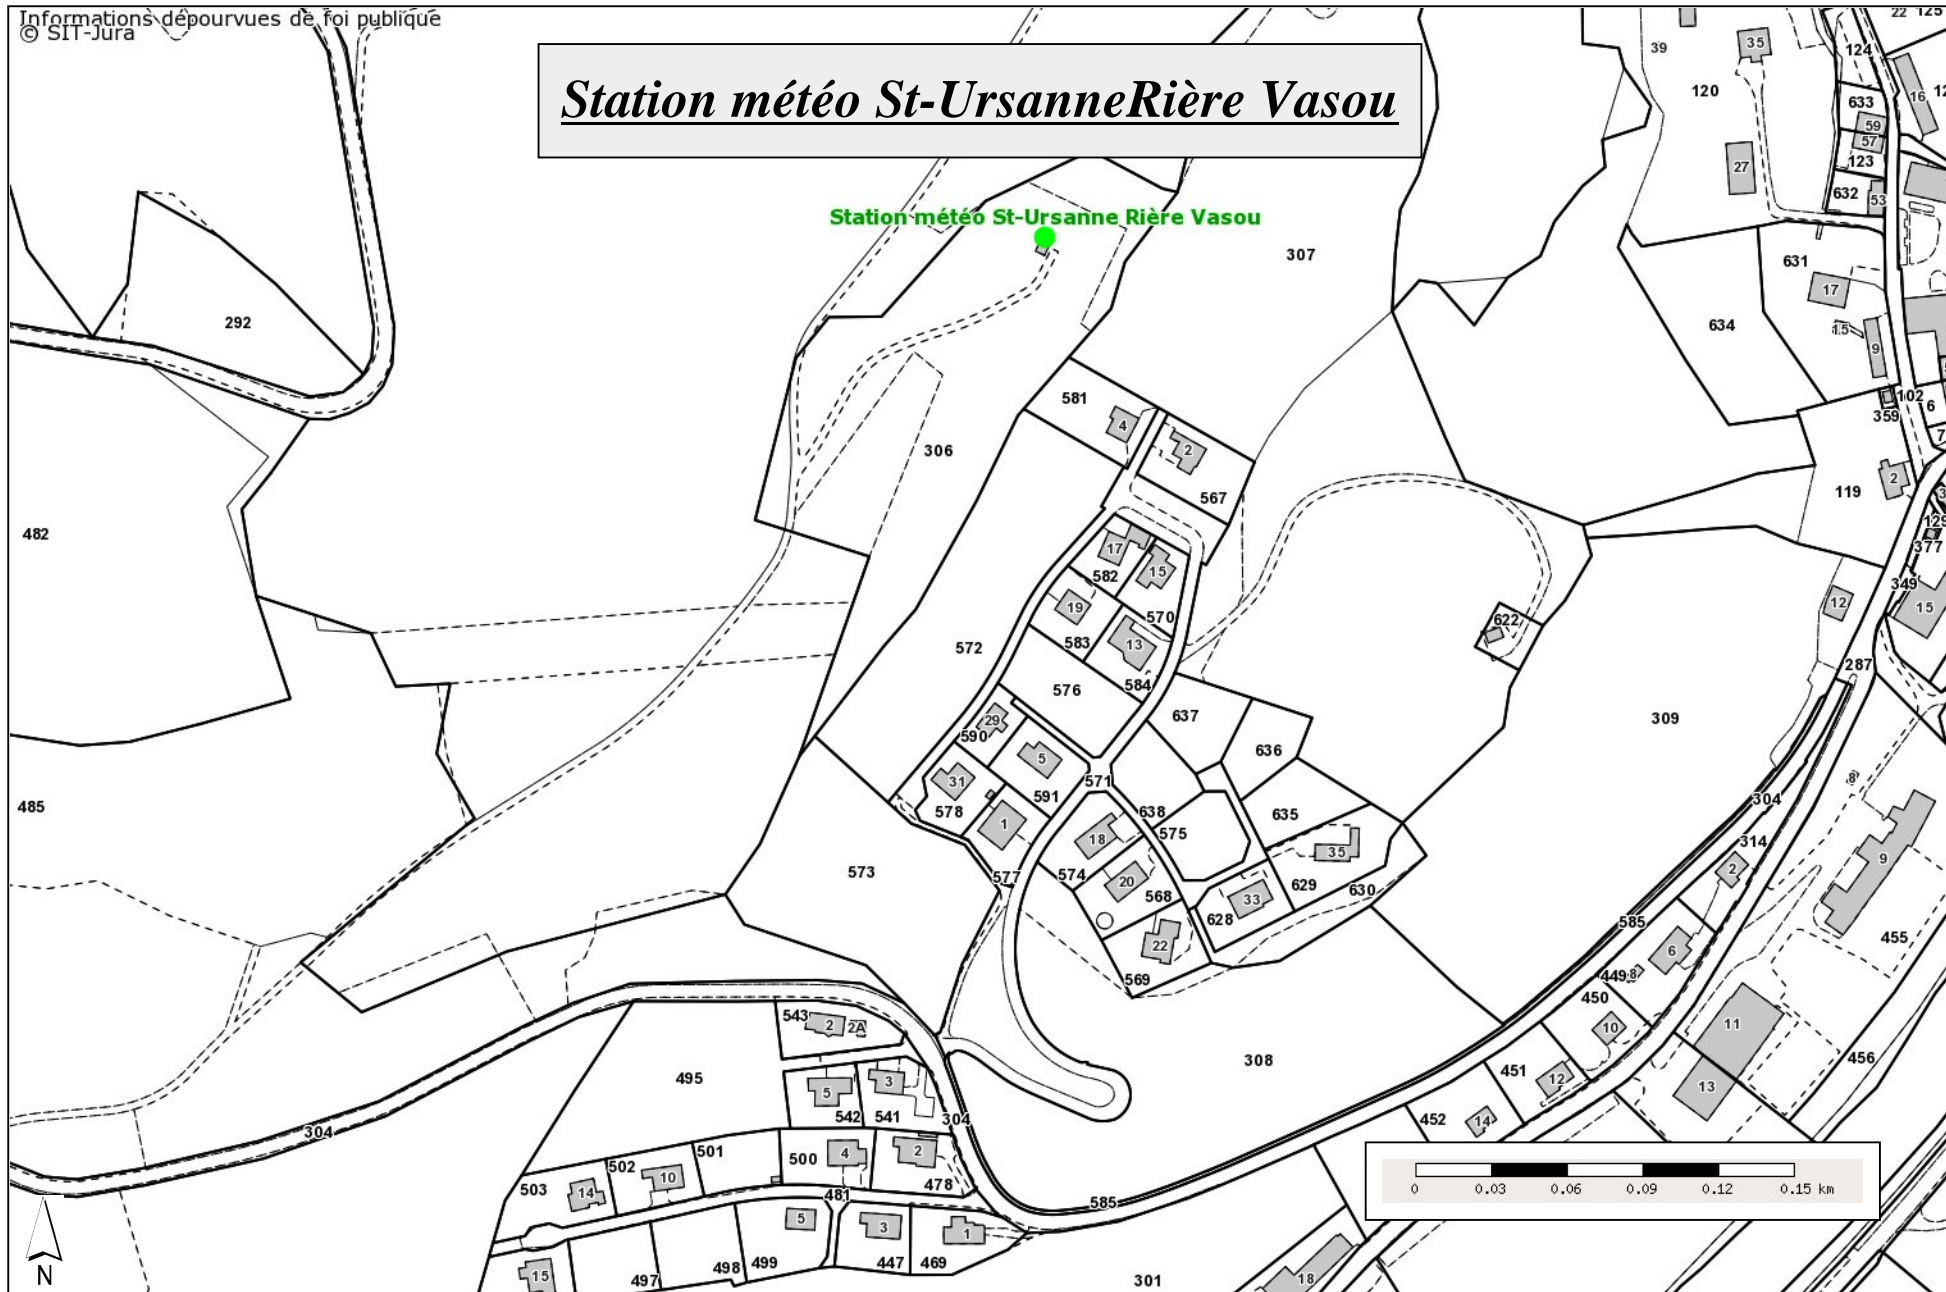 Informations dépourvues de foi publique
© SIT-Jura
Station météo St-UrsanneRière Vasou
22 125
39 35 124
120 633 16
59
57
27 123
632 53
Station météo St-Ursanne Rière Vasou
307 631
17
292 634 15
9
581 102
359 6
4
306 2
567 2
119
482 129
17 377
582 15
349
19 12 15
570 622
583 13
572
287
576 584
637 309
29
590 636
5
31 571
485 591 304
578 638 635
1 18 575 314
35 2 9
573 577 574 20
568 629 630
33
628 585
22 6 455
569 449 8
450
543 2 2A 10 11
308 456
495 3 451 12
5 13
542 541 304
304 452 14
501 4 2
502 500
10 478
503 14 481 585
0 0.03 0.06 0.09 0.12 0.15 km
5 3 1
499 447 469
498
15 497 301 18
N